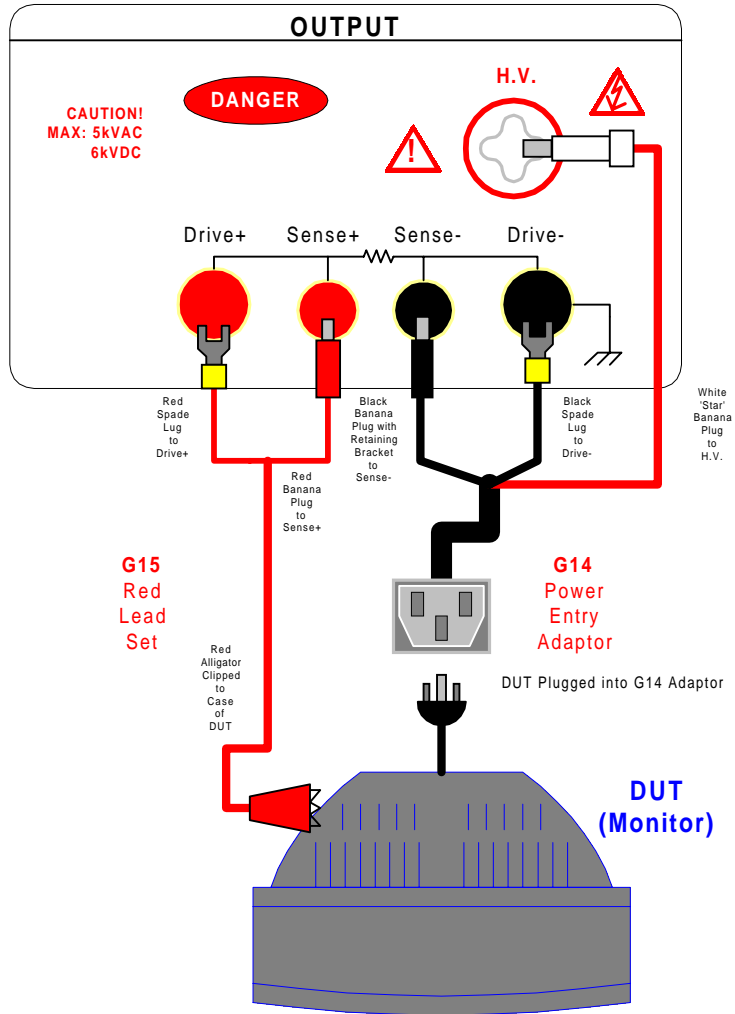 OUTPUT
H.V.
DANGER
CAUTION!
MAX: 5kVAC
6kVDC
!
Drive+
Sense+
Sense-
Drive-
Red
Spade
Lug
to
Drive+
Red
Banana
Plug
to
Sense+
Black
Banana
Plug with
Retaining
Bracket
to
Sense-
Black
Spade
Lug
to
Drive-
White
'Star'
Banana
Plug
to
H.V.
G15
Red
Lead
Set
G14
Power
Entry
Adaptor
Red
Alligator
Clipped
to
Case
of
DUT
DUT Plugged into G14 Adaptor
DUT
(Monitor)